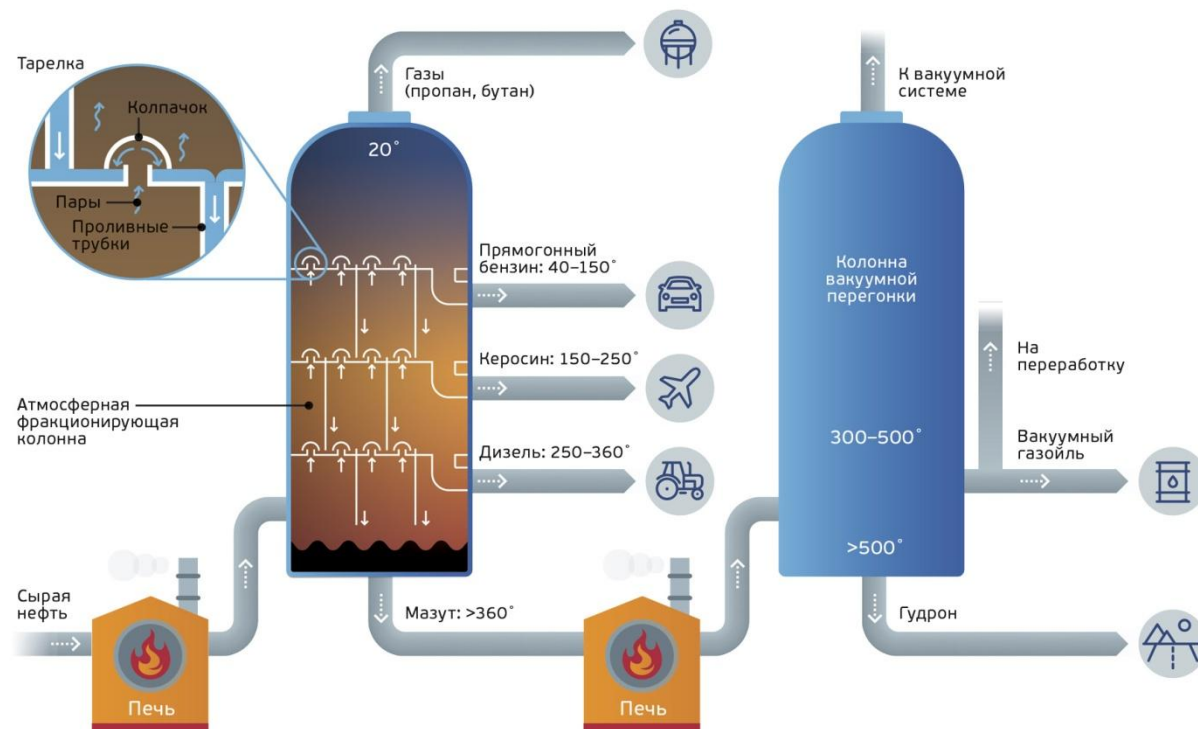 Тарелка
Колпачок
Пары
Проливные
трубки
Газы
(пропан, бутан)
20°
Прямогонный
бензин: 40–150°
Керосин: 150–250°
Дизель: 250–360°
Атмосферная
фракционирующая
колонна
Сырая
нефть
Печь
Мазут: >360°
Печь
К вакуумной
системе
Колонна
вакуумной
перегонки
300–500°
>500°
На
переработку
Вакуумный
газойль
Гудрон